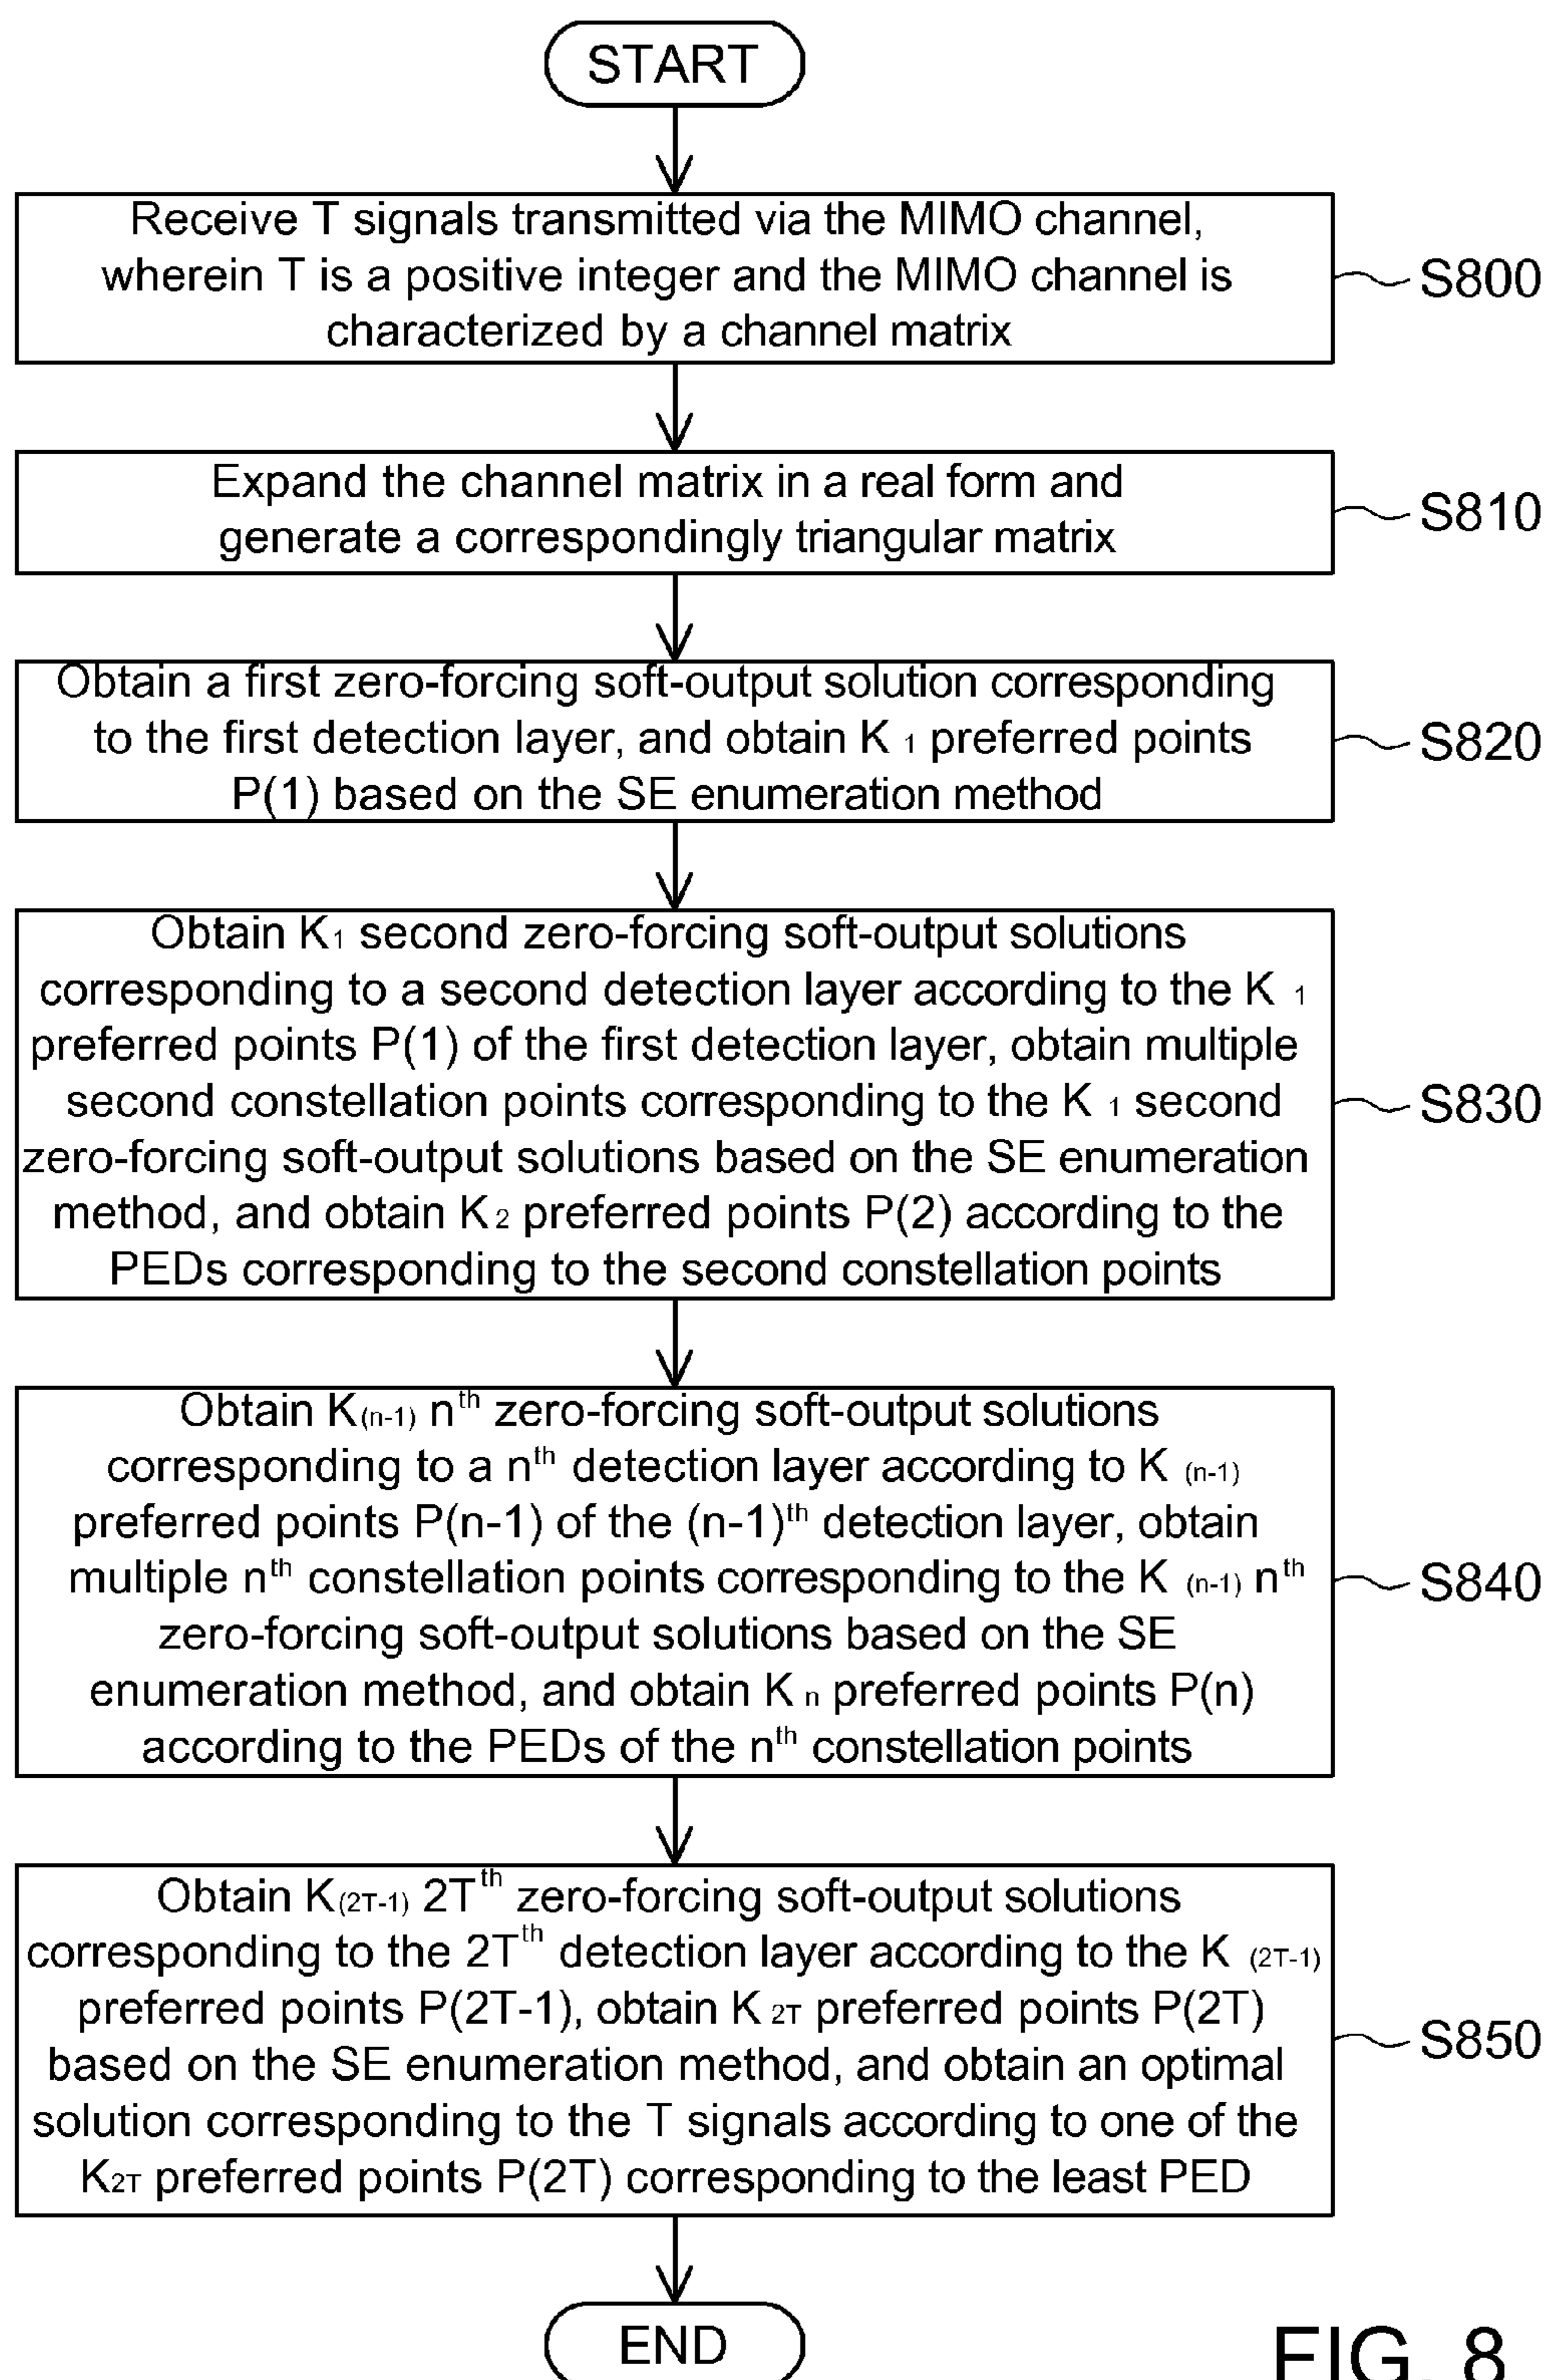 START
Receive T signals transmitted via the MIMO channel,
wherein T is a positive integer and the MIMO channel is
characterized by a channel matrix
S800
Expand the channel matrix in a real form and
generate a correspondingly triangular matrix
S810
Obtain a first zero-forcing soft-output solution corresponding
to the first detection layer, and obtain K 1 preferred points
P(1) based on the SE enumeration method
S820
Obtain K1 second zero-forcing soft-output solutions
corresponding to a second detection layer according to the K 1
preferred points P(1) of the first detection layer, obtain multiple
second constellation points corresponding to the K 1 second
zero-forcing soft-output solutions based on the SE enumeration
method, and obtain K 2 preferred points P(2) according to the
PEDs corresponding to the second constellation points
S830
Obtain K(n-1) nth zero-forcing soft-output solutions
corresponding to a nth detection layer according to K (n-1)
preferred points P(n-1) of the (n-1)th detection layer, obtain
multiple nth constellation points corresponding to the K (n-1) nth
zero-forcing soft-output solutions based on the SE
enumeration method, and obtain K n preferred points P(n)
according to the PEDs of the nth constellation points
S840
Obtain K(2T-1) 2Tth zero-forcing soft-output solutions
corresponding to the 2Tth detection layer according to the K (2T-1)
preferred points P(2T-1), obtain K 2T preferred points P(2T)
based on the SE enumeration method, and obtain an optimal
solution corresponding to the T signals according to one of the
K2T preferred points P(2T) corresponding to the least PED
S850
END
FIG. 8